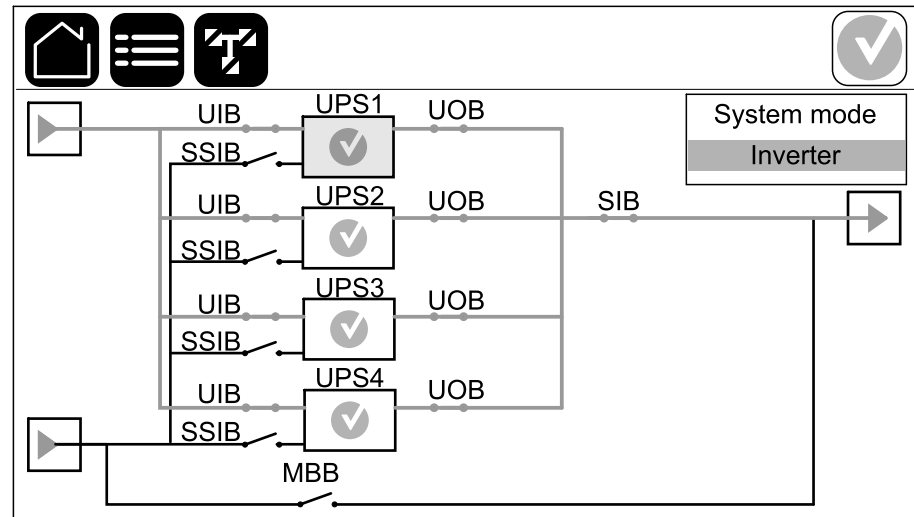 UPS1
UIB
UOB
System mode
SSIB
Inverter
UPS2
UIB
UOB
SIB
SSIB
UPS3
UIB
UOB
SSIB
UPS4
UIB
UOB
SSIB
MBB